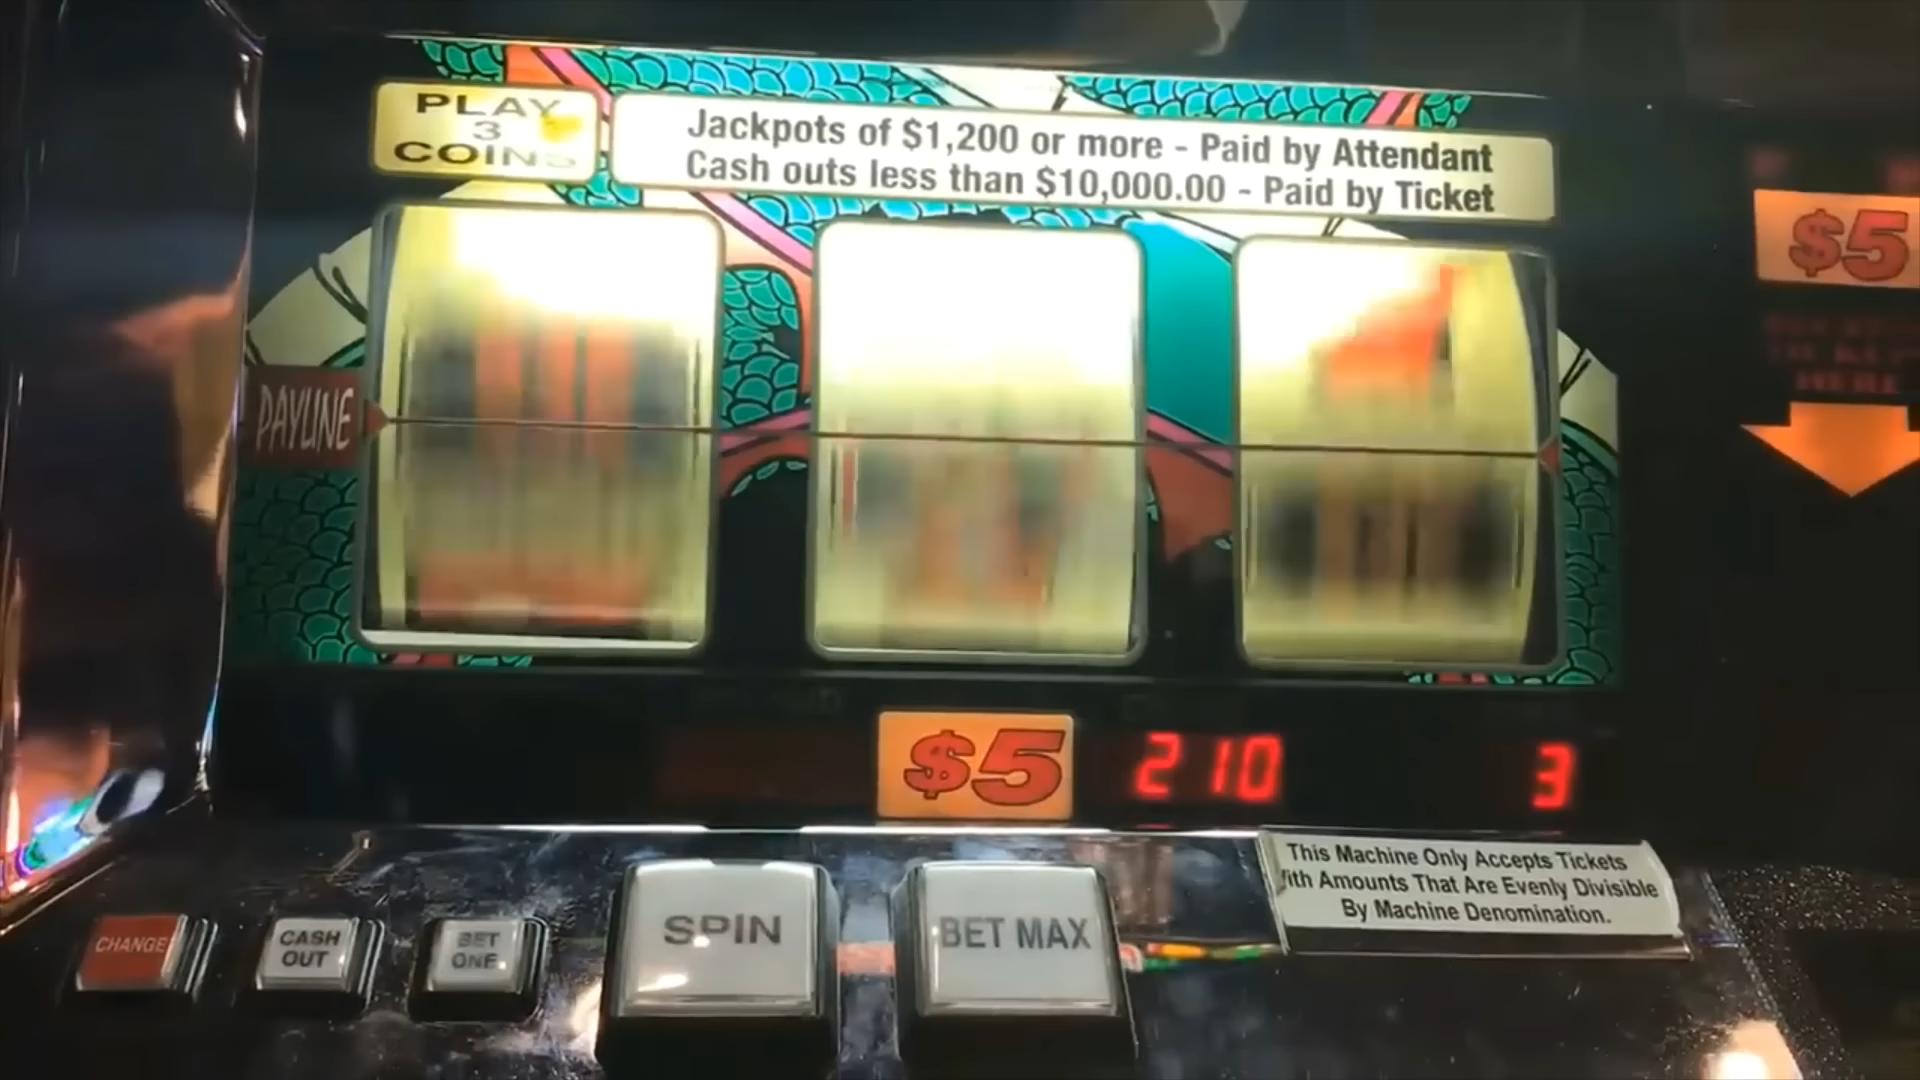 PLAY
3
COINS
Jackpots of $1,200 or more - Paid by Attendant
Cash outs less than $10,000.00 - Paid by Ticket
$5
PAYLINE
$5
210
3
This Machine Only Accepts Tickets
With Amounts That Are Evenly Divisible
By Machine Denomination.
CHANGE
CASH
OUT
BET
ONE
SPIN
BET MAX